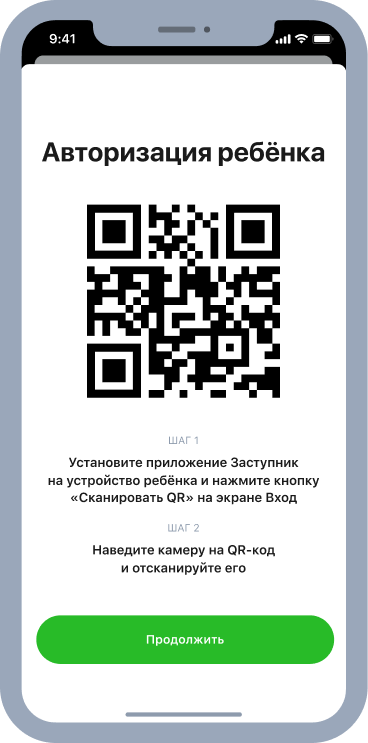 9:41
Авторизация ребёнка
ШАГ 1
Установите приложение Заступник
на устройство ребёнка и нажмите кнопку
«Сканировать QR» на экране Вход
ШАГ 2
Наведите камеру на QR-код
и отсканируйте его
Продолжить